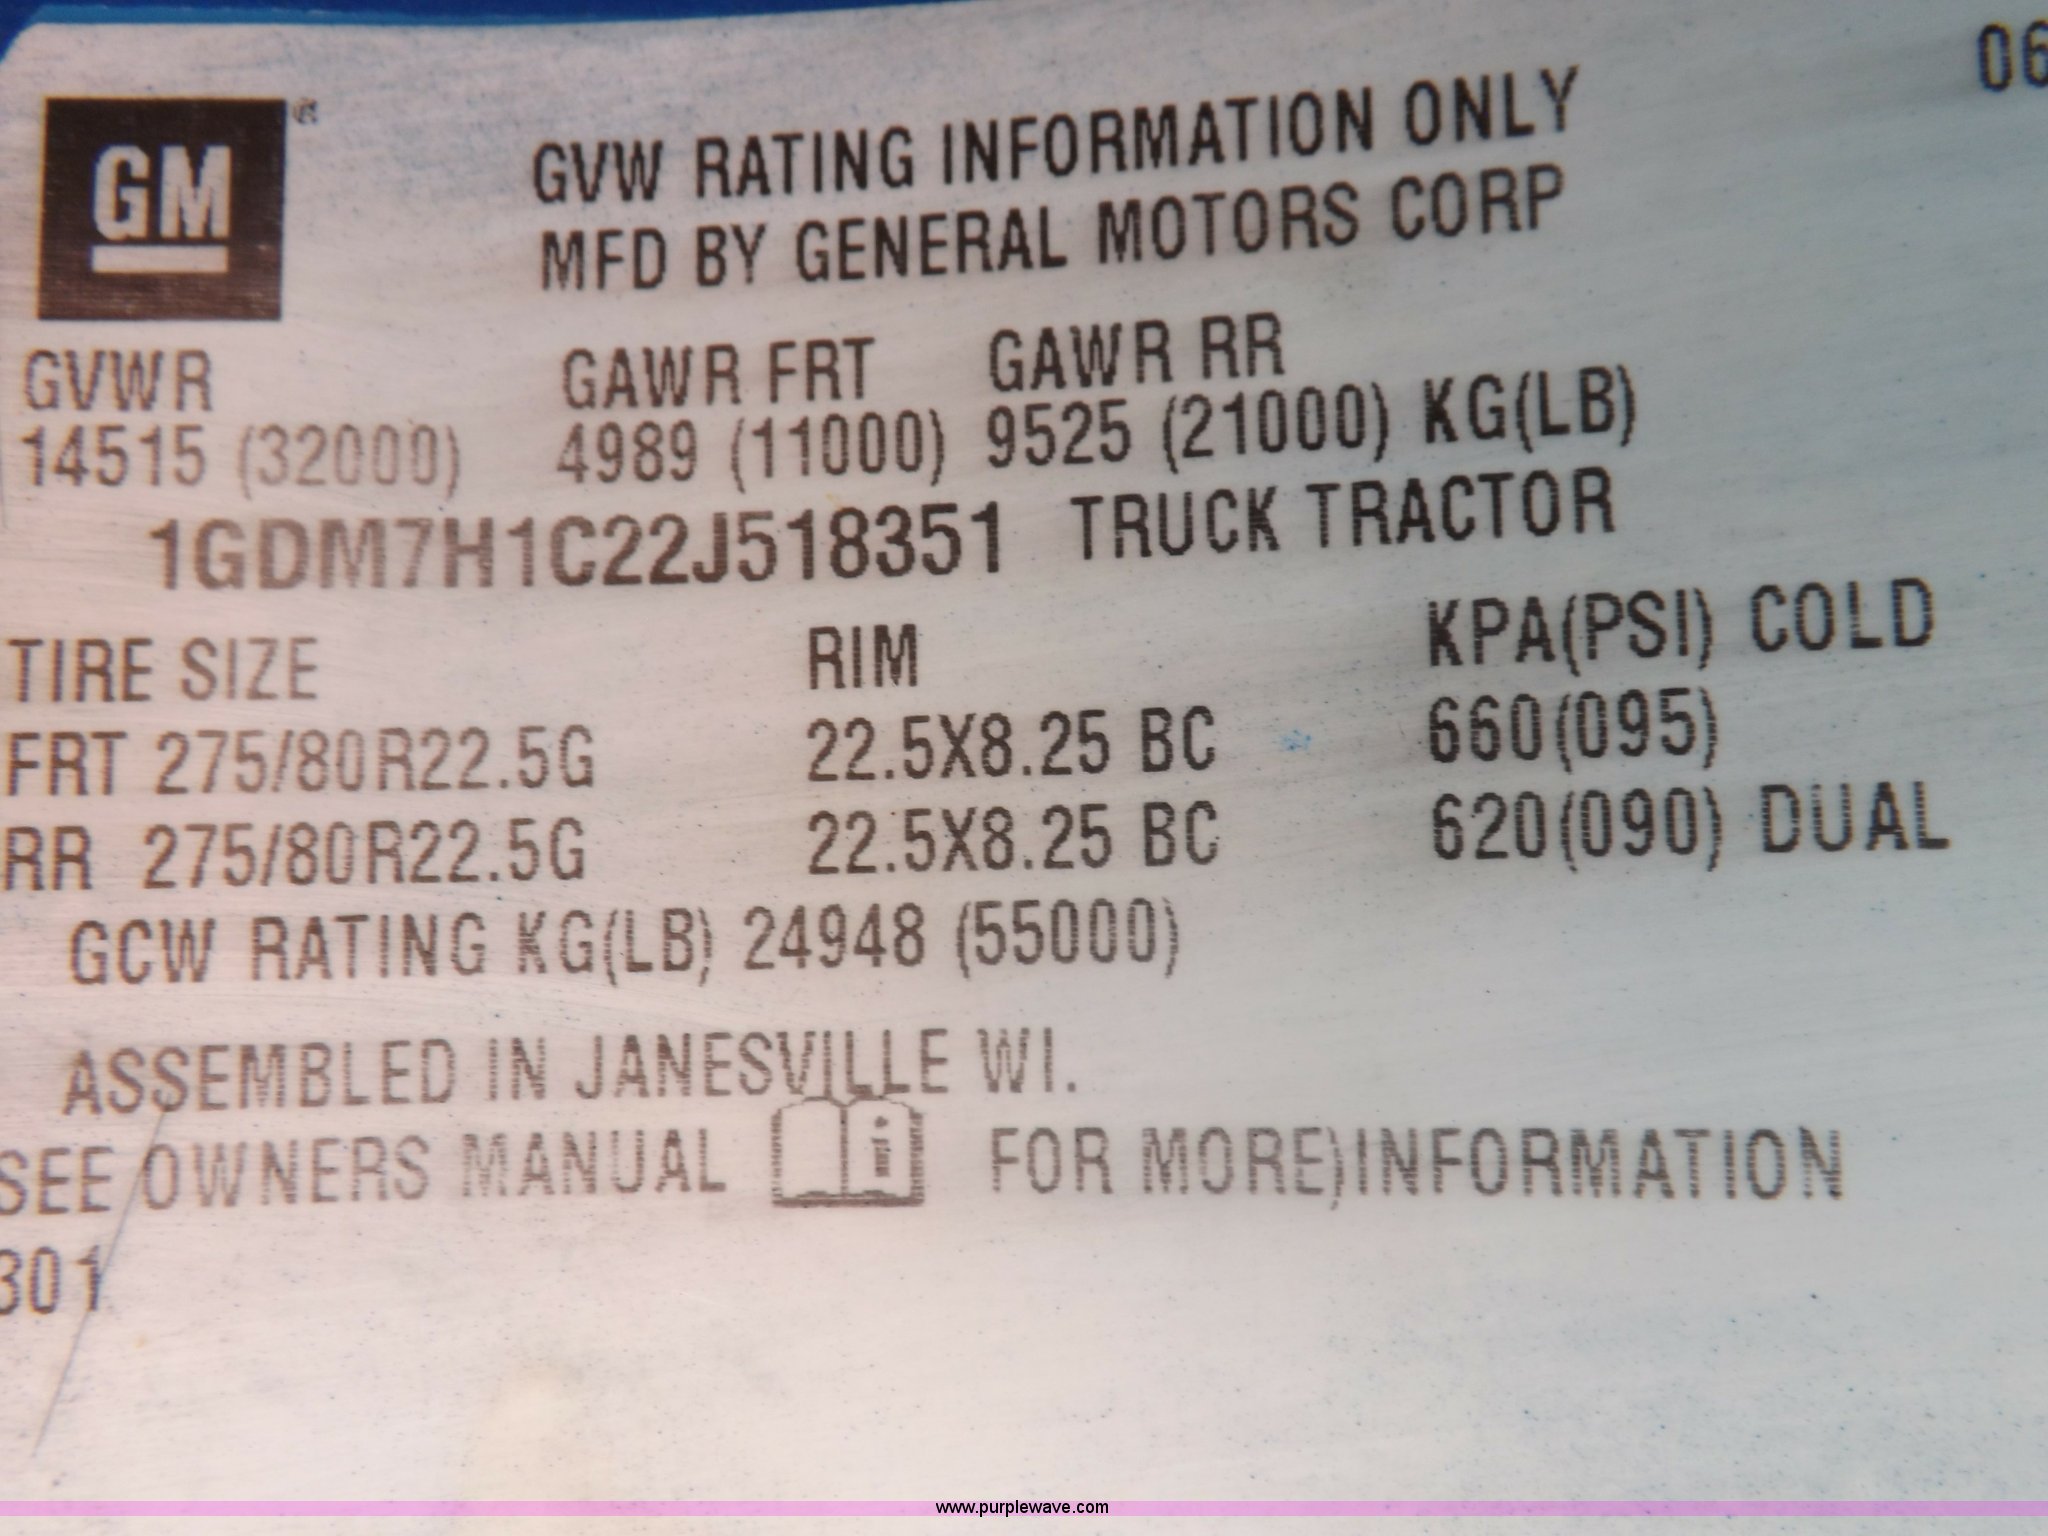 06
GM®
GVW RATING INFORMATION ONLY
MFD BY GENERAL MOTORS CORP
GVWR GAWR FRT GAWR RR
14515 (32000) 4989 (11000) 9525 (21000) KG(LB)
1GDM7H1C22J518351 TRUCK TRACTOR
TIRE SIZE RIM KPA(PSI) COLD
FRT 275/80R22.5G 22.5X8.25 BC 660(095)
RR 275/80R22.5G 22.5X8.25 BC 620(090) DUAL
GCW RATING KG(LB) 24948 (55000)
ASSEMBLED IN JANESVILLE WI.
SEE OWNERS MANUAL FOR MORE)INFORMATION
301
www.purplewave.com